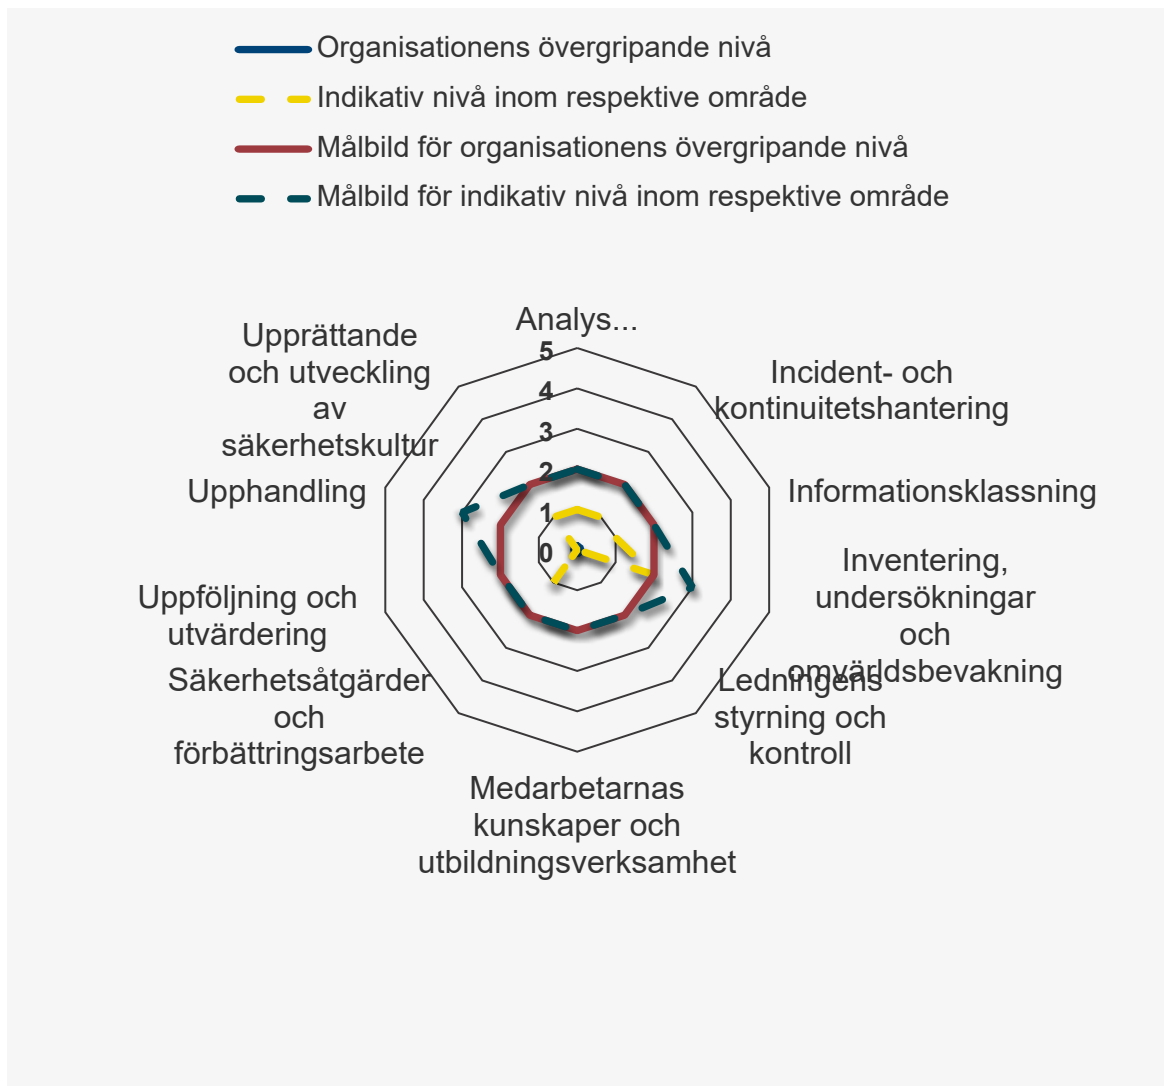 Organisationens övergripande nivå
Indikativ nivå inom respektive område
Målbild för organisationens övergripande nivå
Målbild för indikativ nivå inom respektive område
Analys...
Incident- och
kontinuitetshantering
Informationsklassning
Inventering,
undersökningar
och
omvärldsbevakning
Ledningens
styrning och
kontroll
Medarbetarnas
kunskaper och
utbildningsverksamhet
Säkerhetsåtgärder
och
förbättringsarbete
Uppföljning och
utvärdering
Upphandling
Upprättande
och utveckling
av
säkerhetskultur
5
4
3
2
1
0